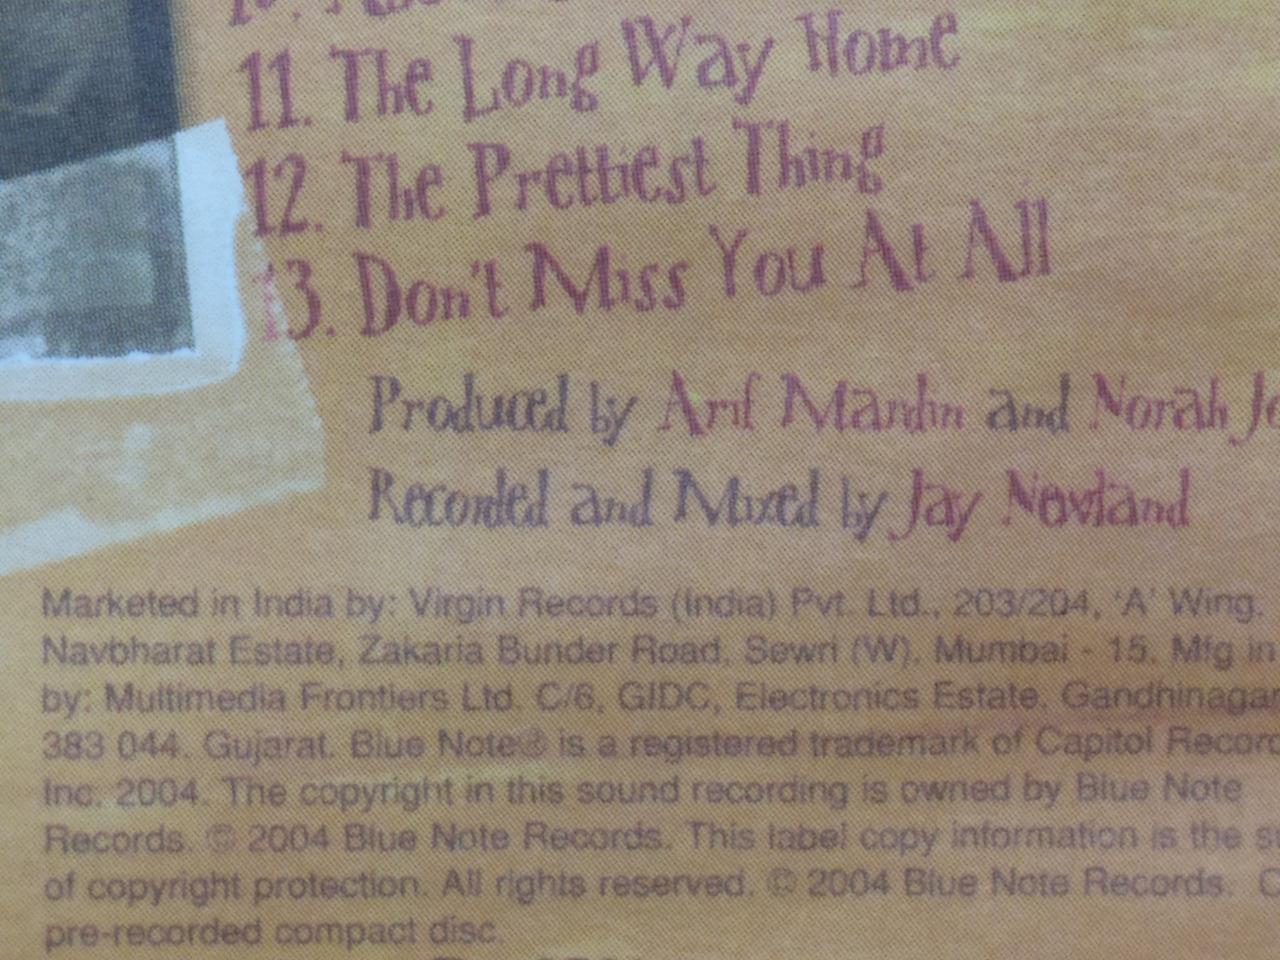 11. The Long Way Home
12. The Prettiest Thing
13. Don't Miss You At All
Produced by Arif Mardin and Norah Jo
Recorded and Mixed by Jay Newland
Marketed in India by: Virgin Records (India) Pvt. Ltd., 203/204, 'A' Wing.
Navbharat Estate, Zakaria Bunder Road, Sewri (W), Mumbai - 15. Mfg in
by: Multimedia Frontiers Ltd. C/6, GIDC, Electronics Estate. Gandhinagar
383 044. Gujarat. Blue Note® is a registered trademark of Capitol Record
Inc. 2004. The copyright in this sound recording is owned by Blue Note
Records. ℗ 2004 Blue Note Records. This label copy information is the
of copyright protection. All rights reserved. © 2004 Blue Note Records.
pre-recorded compact disc.